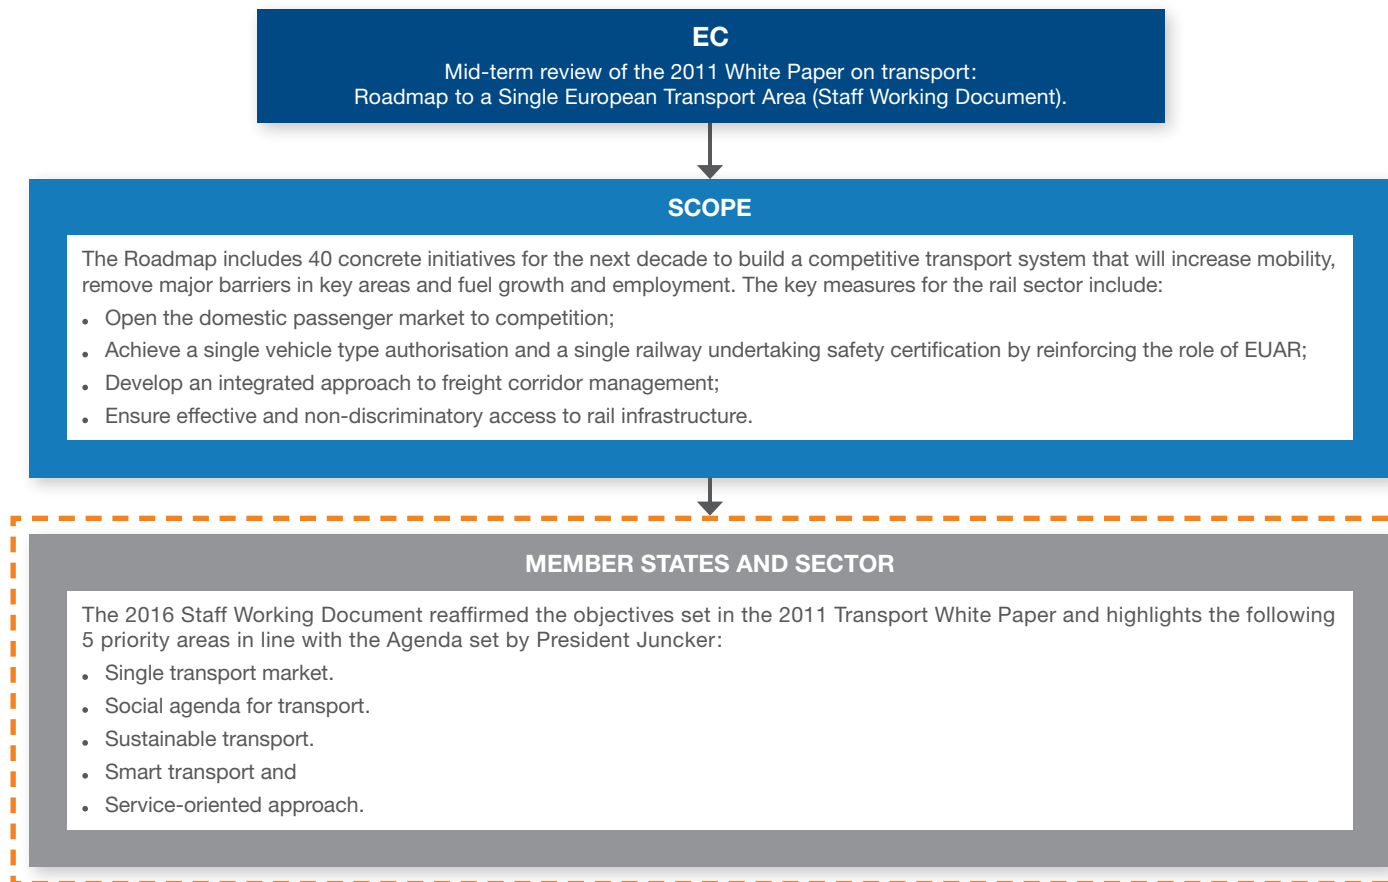 EC
Mid-term review of the 2011 White Paper on transport:
Roadmap to a Single European Transport Area (Staff Working Document).
SCOPE
The Roadmap includes 40 concrete initiatives for the next decade to build a competitive transport system that will increase mobility,
remove major barriers in key areas and fuel growth and employment. The key measures for the rail sector include:
• Open the domestic passenger market to competition;
• Achieve a single vehicle type authorisation and a single railway undertaking safety certification by reinforcing the role of EUAR;
• Develop an integrated approach to freight corridor management;
• Ensure effective and non-discriminatory access to rail infrastructure.
MEMBER STATES AND SECTOR
The 2016 Staff Working Document reaffirmed the objectives set in the 2011 Transport White Paper and highlights the following
5 priority areas in line with the Agenda set by President Juncker:
• Single transport market.
• Social agenda for transport.
• Sustainable transport.
• Smart transport and
• Service-oriented approach.